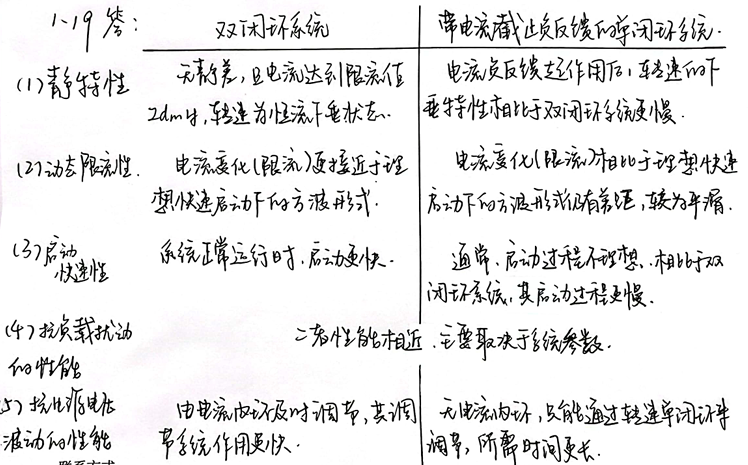 1-19 答:
双闭环系统
带电流截止负反馈的单闭环系统.
(1) 静特性
无静差, 且电流达到限流值
Idm时, 转速为恒流下垂状态.
电流负反馈起作用后, 转速的下
垂特性相比于双闭环系统更慢.
(2) 动态限流性.
电流变化(限流)更接近于理
想快速启动下的方波形式.
电流变化(限流)相比于理想快速
启动下的方波形式仍有差距, 较为平滑.
(3) 启动
快速性
系统正常运行时, 启动更快.
通常, 启动过程不理想, 相比于双
闭环系统, 其启动过程更慢.
(4) 抗负载扰动
的性能
二者性能相近, 主要取决于系统参数.
(5) 抗电源电压
波动的性能
由电流内环及时调节, 其调
节系统作用更快.
无电流内环, 只能通过转速单闭环来
调节, 所需时间更长.